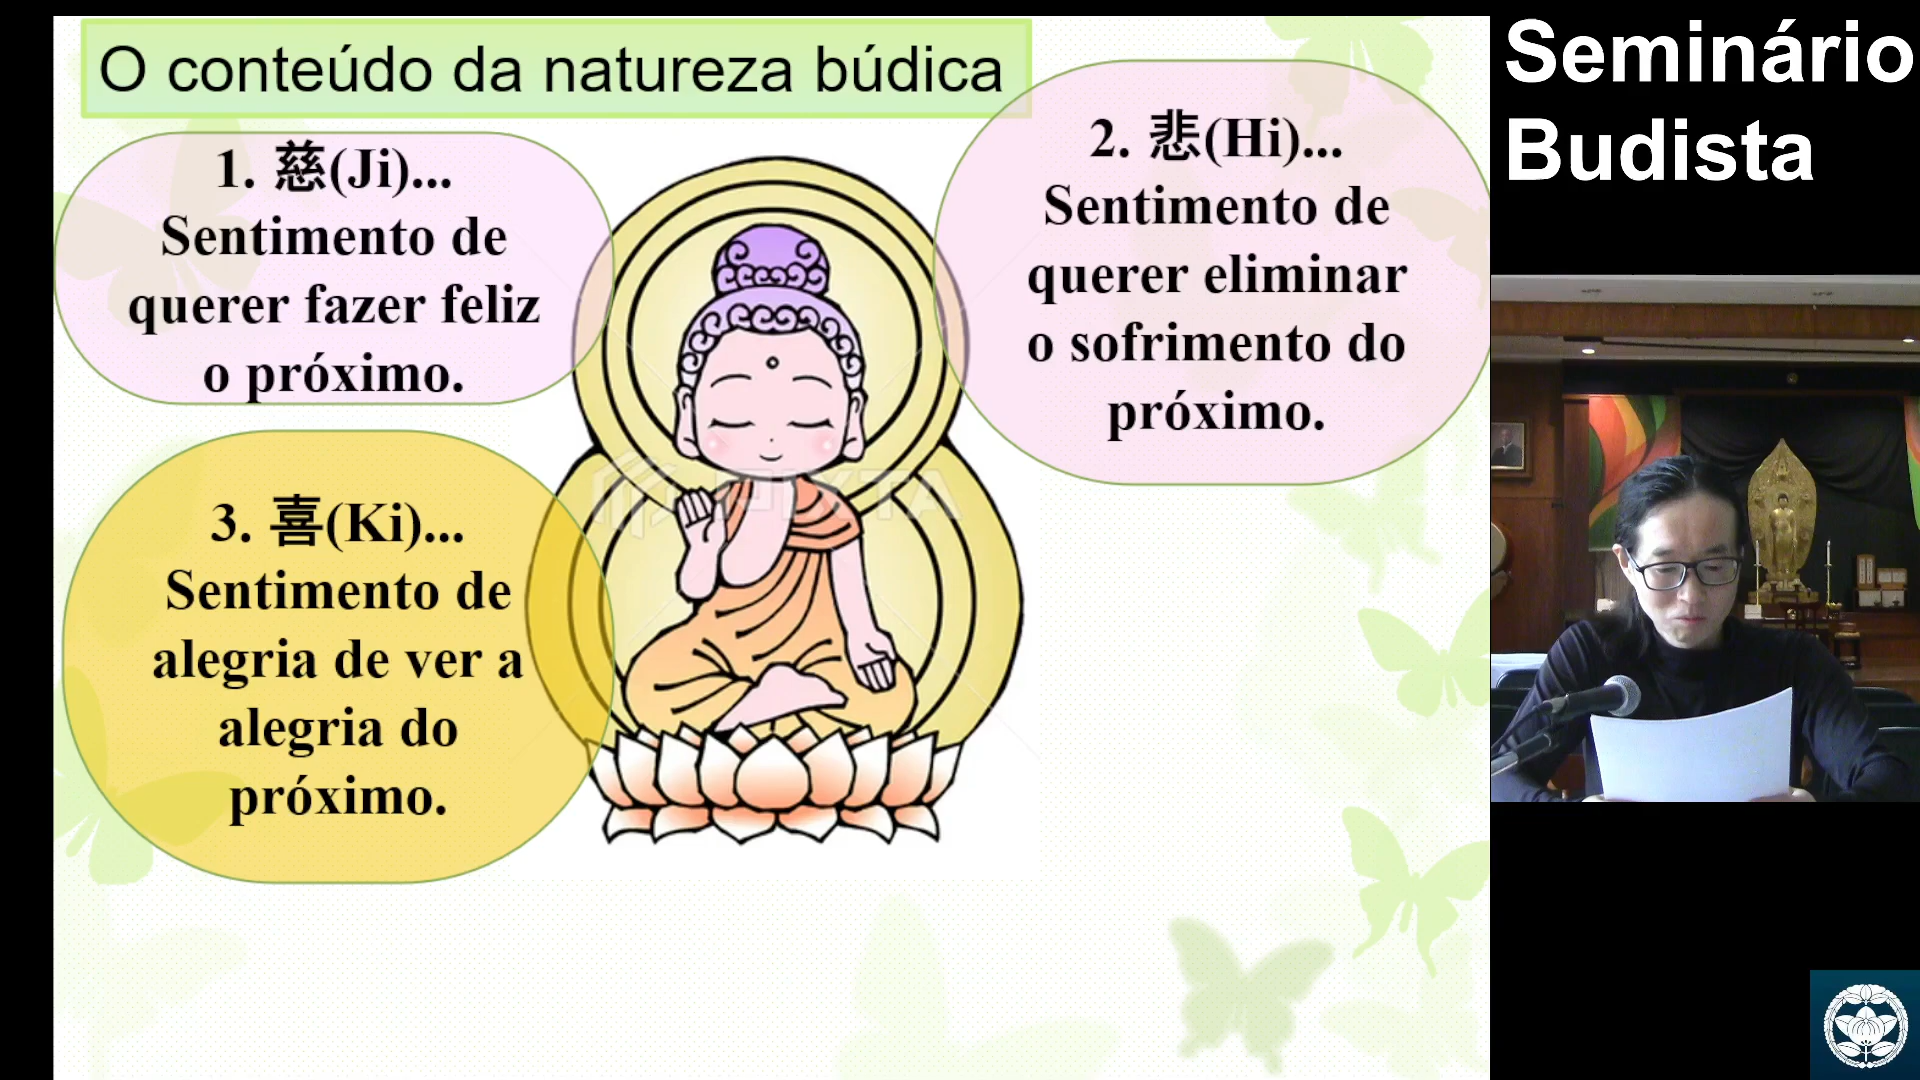 O conteúdo da natureza búdica
1. 慈(Ji)...
Sentimento de
querer fazer feliz
o próximo.
2. 悲(Hi)...
Sentimento de
querer eliminar
o sofrimento do
próximo.
3. 喜(Ki)...
Sentimento de
alegria de ver a
alegria do
próximo.
PIXTA
Seminário
Budista